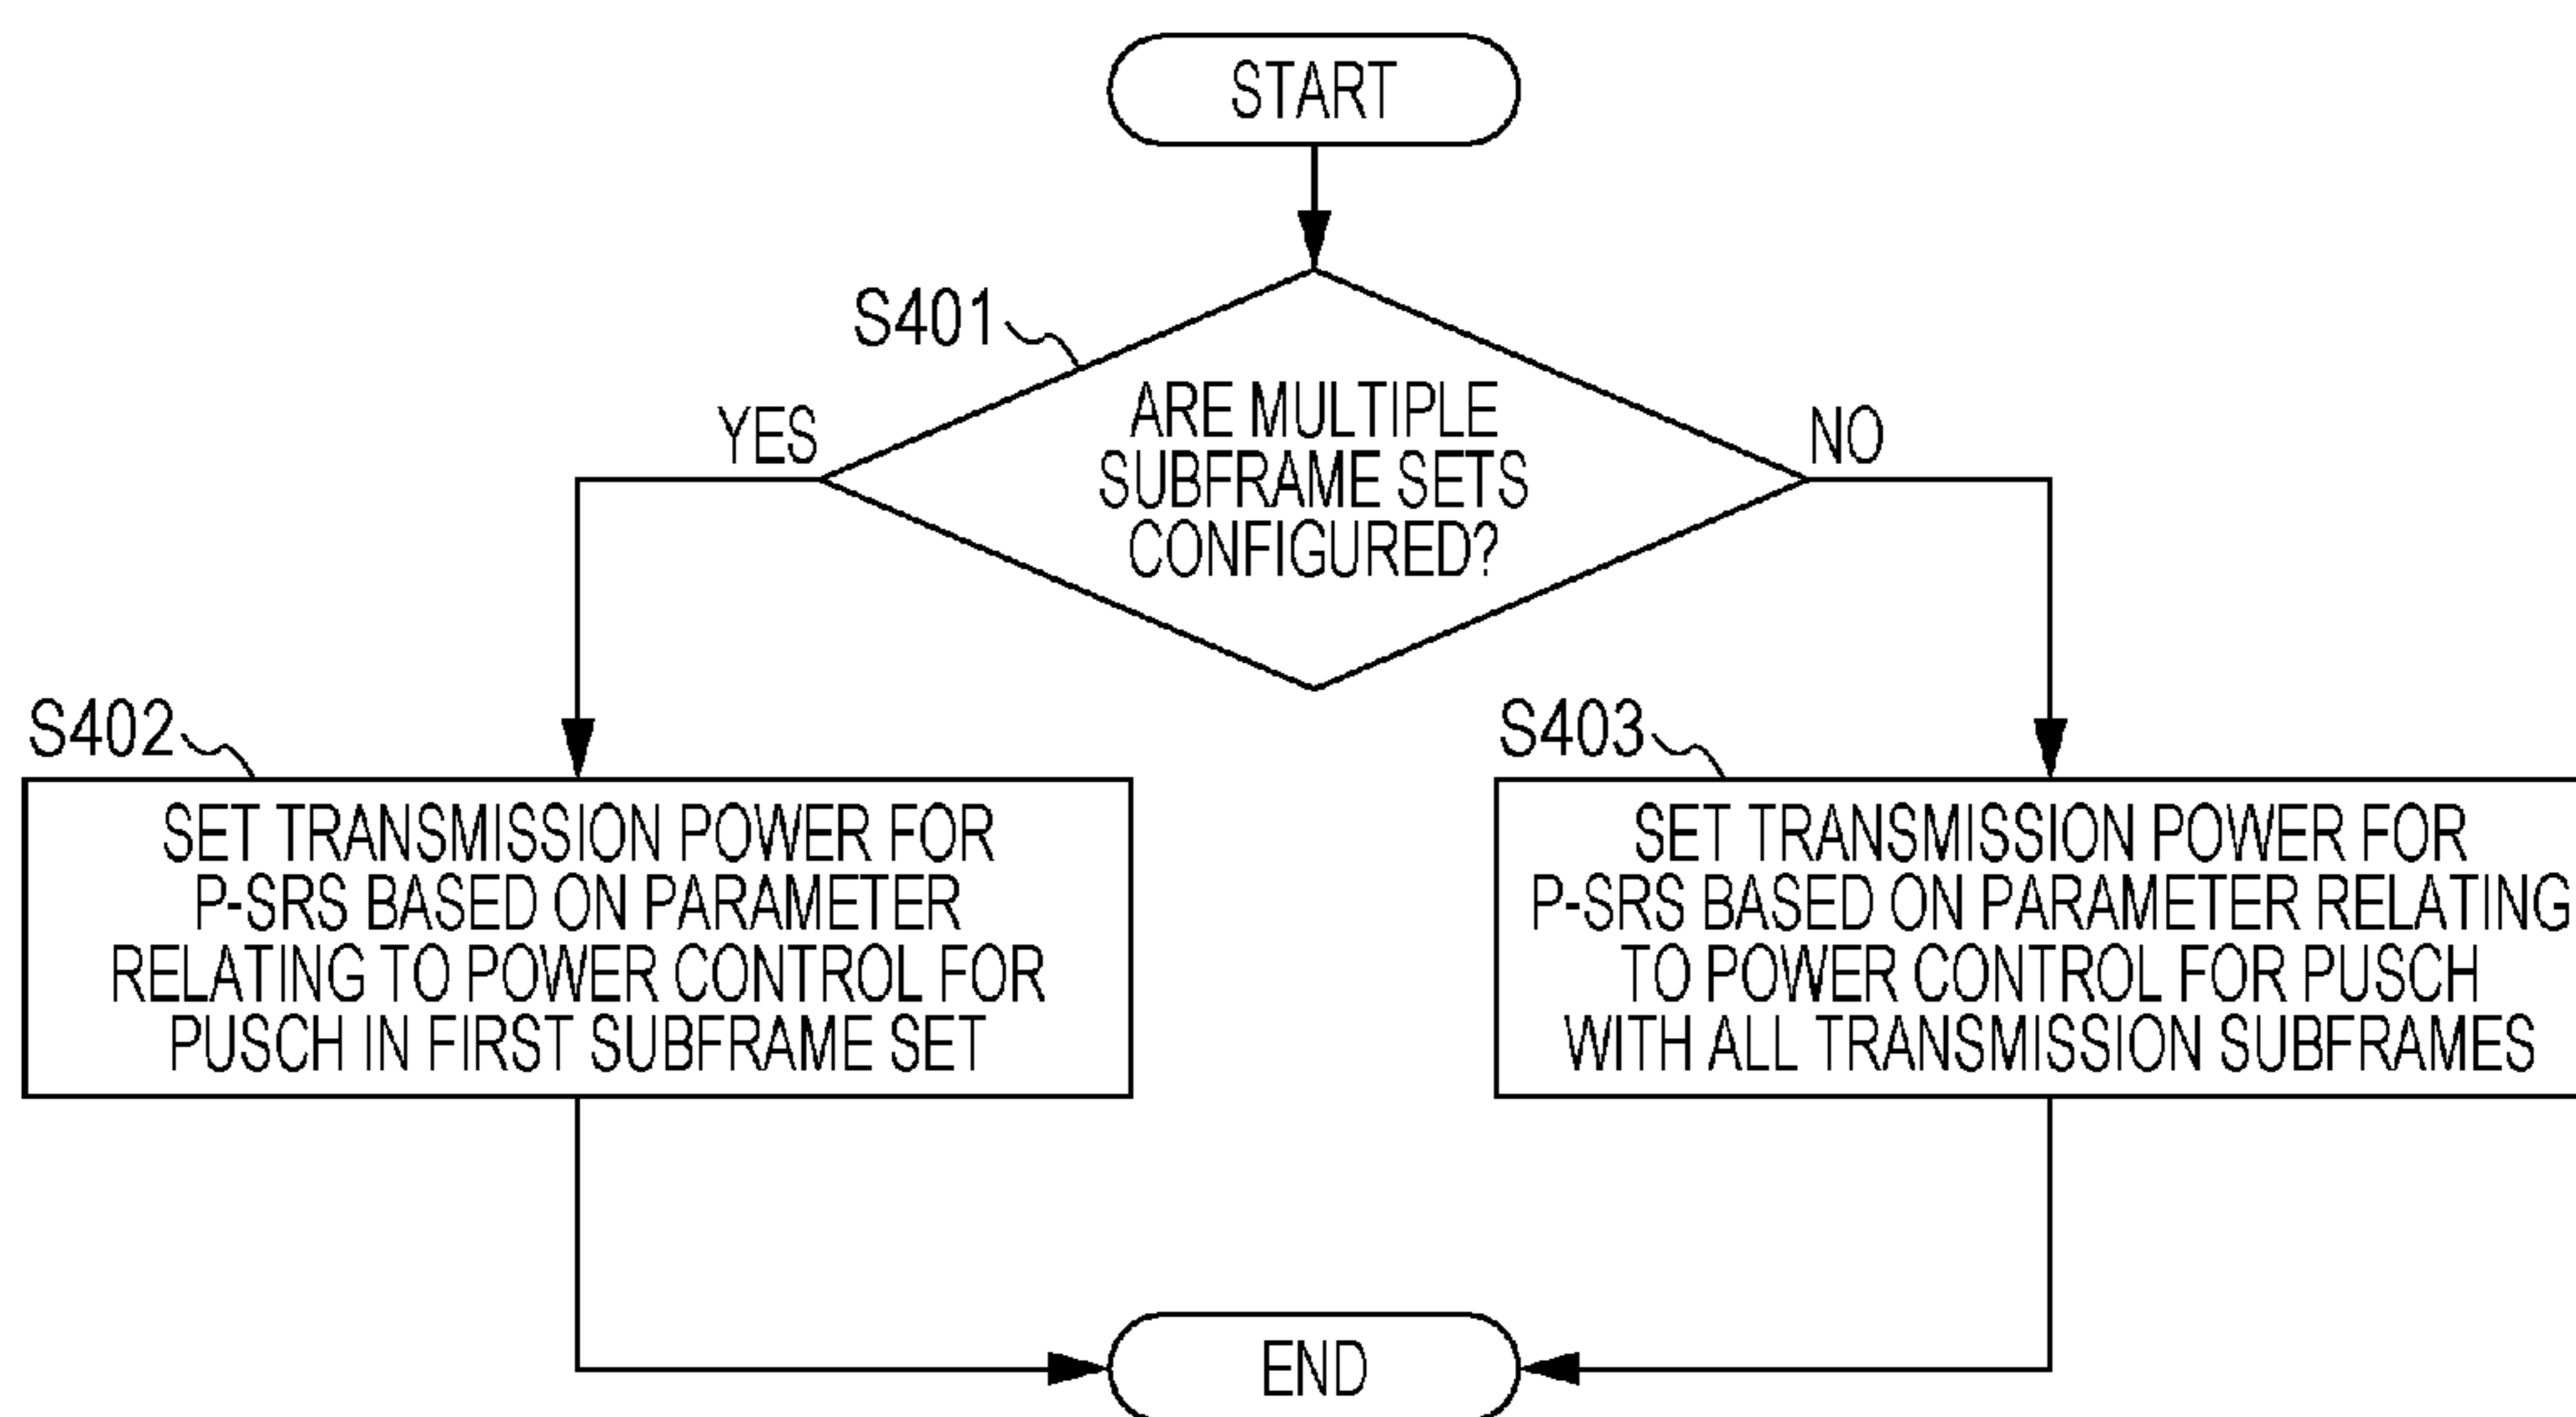 START
S401
ARE MULTIPLE
SUBFRAME SETS
CONFIGURED?
YES
NO
S402
SET TRANSMISSION POWER FOR
P-SRS BASED ON PARAMETER
RELATING TO POWER CONTROL FOR
PUSCH IN FIRST SUBFRAME SET
S403
SET TRANSMISSION POWER FOR
P-SRS BASED ON PARAMETER RELATING
TO POWER CONTROL FOR PUSCH
WITH ALL TRANSMISSION SUBFRAMES
END